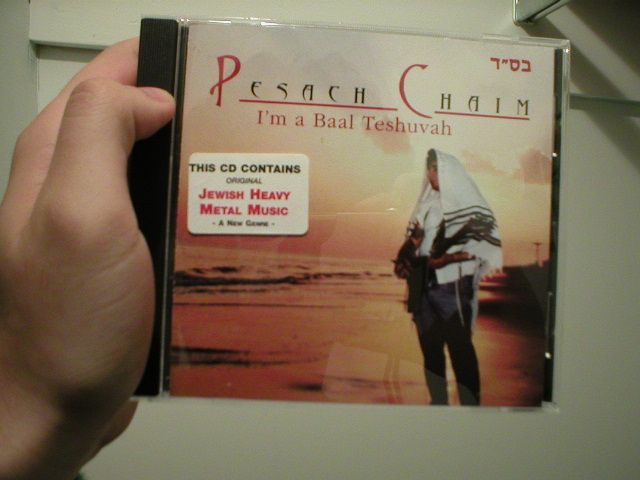 בס״ד
PESACH CHAIM
I'm a Baal Teshuvah
THIS CD CONTAINS
ORIGINAL
JEWISH HEAVY
METAL MUSIC
- A NEW GENRE -